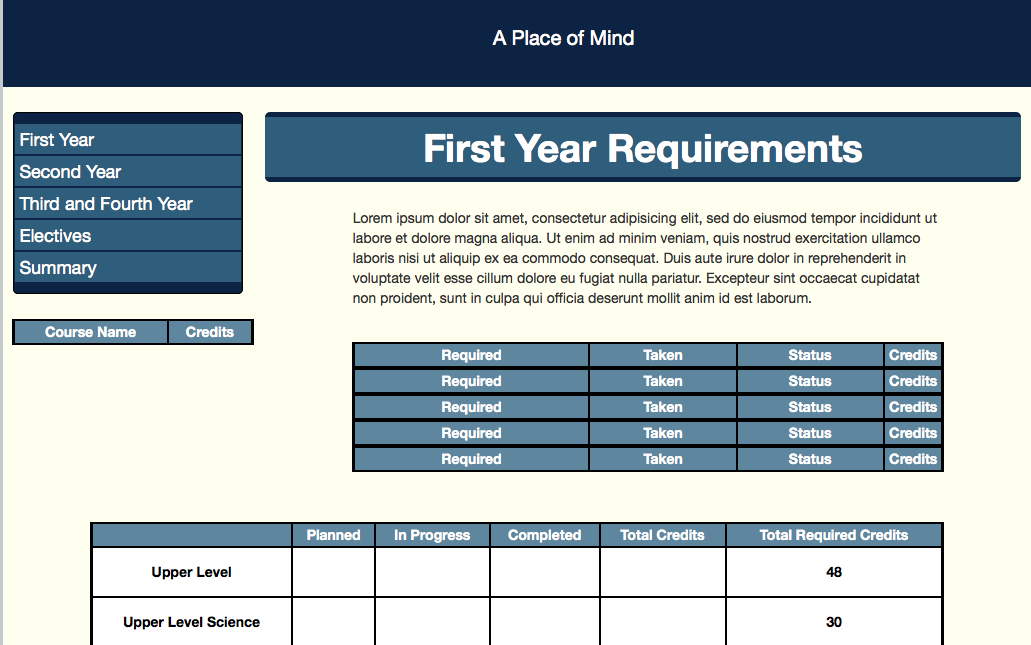 A Place of Mind
First Year
Second Year
Third and Fourth Year
Electives
Summary
Course Name Credits
First Year Requirements
Lorem ipsum dolor sit amet, consectetur adipisicing elit, sed do eiusmod tempor incididunt ut
labore et dolore magna aliqua. Ut enim ad minim veniam, quis nostrud exercitation ullamco
laboris nisi ut aliquip ex ea commodo consequat. Duis aute irure dolor in reprehenderit in
voluptate velit esse cillum dolore eu fugiat nulla pariatur. Excepteur sint occaecat cupidatat
non proident, sunt in culpa qui officia deserunt mollit anim id est laborum.
Required Taken Status Credits
Required Taken Status Credits
Required Taken Status Credits
Required Taken Status Credits
Required Taken Status Credits
Planned In Progress Completed Total Credits Total Required Credits
Upper Level 48
Upper Level Science 30